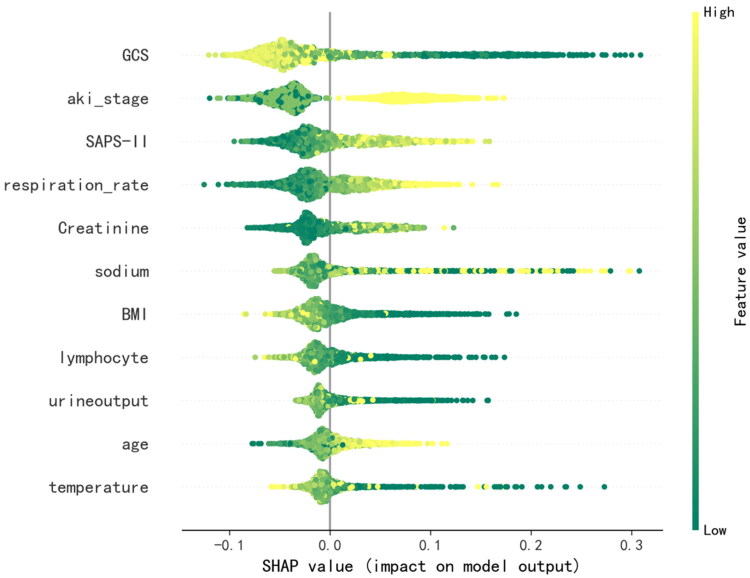 High
GCS
aki_stage
SAPS-II
respiration_rate
Creatinine
sodium
BMI
lymphocyte
urineoutput
age
temperature
Feature value
Low
-0.1 0.0 0.1 0.2 0.3
SHAP value (impact on model output)